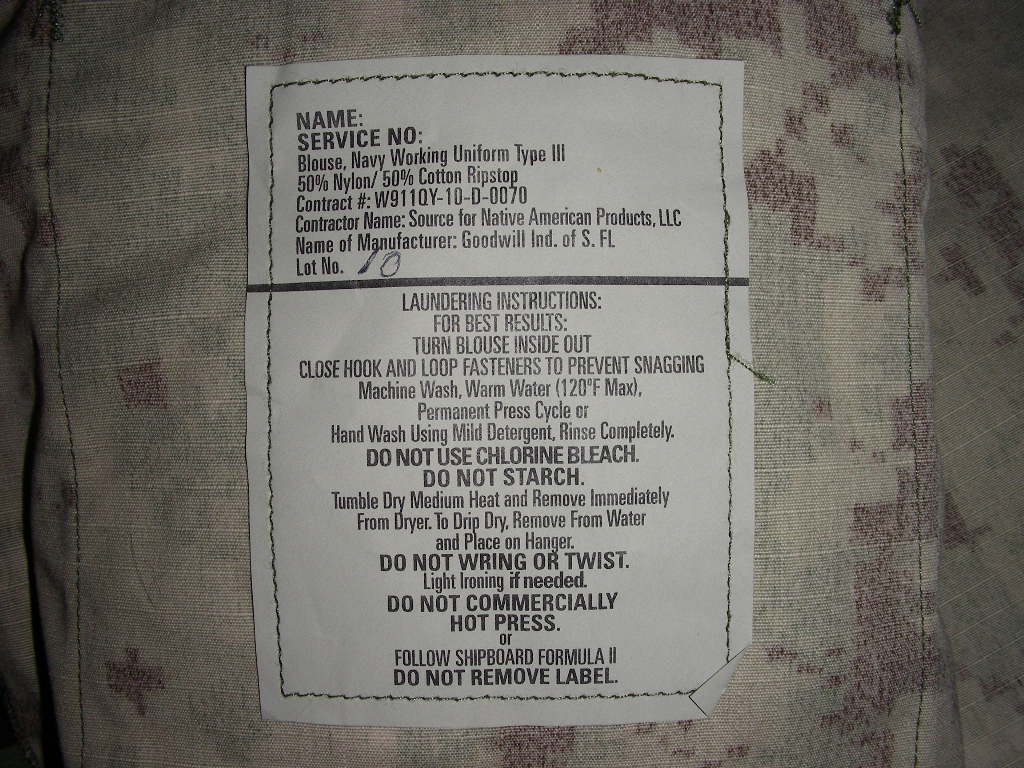 NAME:
SERVICE NO:
Blouse, Navy Working Uniform Type III
50% Nylon/ 50% Cotton Ripstop
Contract #: W911QY-10-D-0070
Contractor Name: Source for Native American Products, LLC
Name of Manufacturer: Goodwill Ind. of S. FL
Lot No. 10
LAUNDERING INSTRUCTIONS:
FOR BEST RESULTS:
TURN BLOUSE INSIDE OUT
CLOSE HOOK AND LOOP FASTENERS TO PREVENT SNAGGING
Machine Wash, Warm Water (120°F Max),
Permanent Press Cycle or
Hand Wash Using Mild Detergent, Rinse Completely.
DO NOT USE CHLORINE BLEACH.
DO NOT STARCH.
Tumble Dry Medium Heat and Remove Immediately
From Dryer. To Drip Dry, Remove From Water
and Place on Hanger.
DO NOT WRING OR TWIST.
Light Ironing if needed.
DO NOT COMMERCIALLY
HOT PRESS.
or
FOLLOW SHIPBOARD FORMULA II
DO NOT REMOVE LABEL.